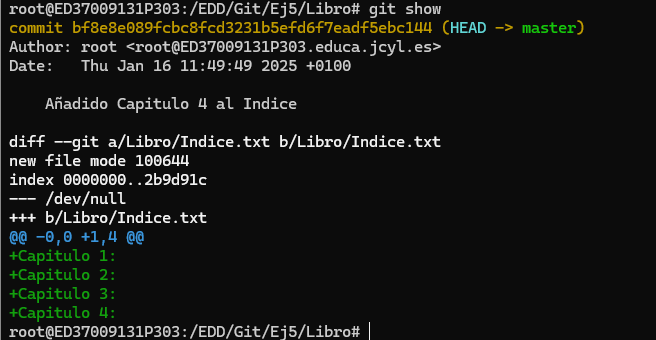 root@ED37009131P303:/EDD/Git/Ej5/Libro# git show
commit bf8e8e089fcbc8fcd3231b5efd6f7eadf5ebc144 (HEAD -> master)
Author: root <root@ED37009131P303.educa.jcyl.es>
Date:   Thu Jan 16 11:49:49 2025 +0100

    Añadido Capitulo 4 al Indice

diff --git a/Libro/Indice.txt b/Libro/Indice.txt
new file mode 100644
index 0000000..2b9d91c
--- /dev/null
+++ b/Libro/Indice.txt
@@ -0,0 +1,4 @@
+Capitulo 1:
+Capitulo 2:
+Capitulo 3:
+Capitulo 4:
root@ED37009131P303:/EDD/Git/Ej5/Libro#